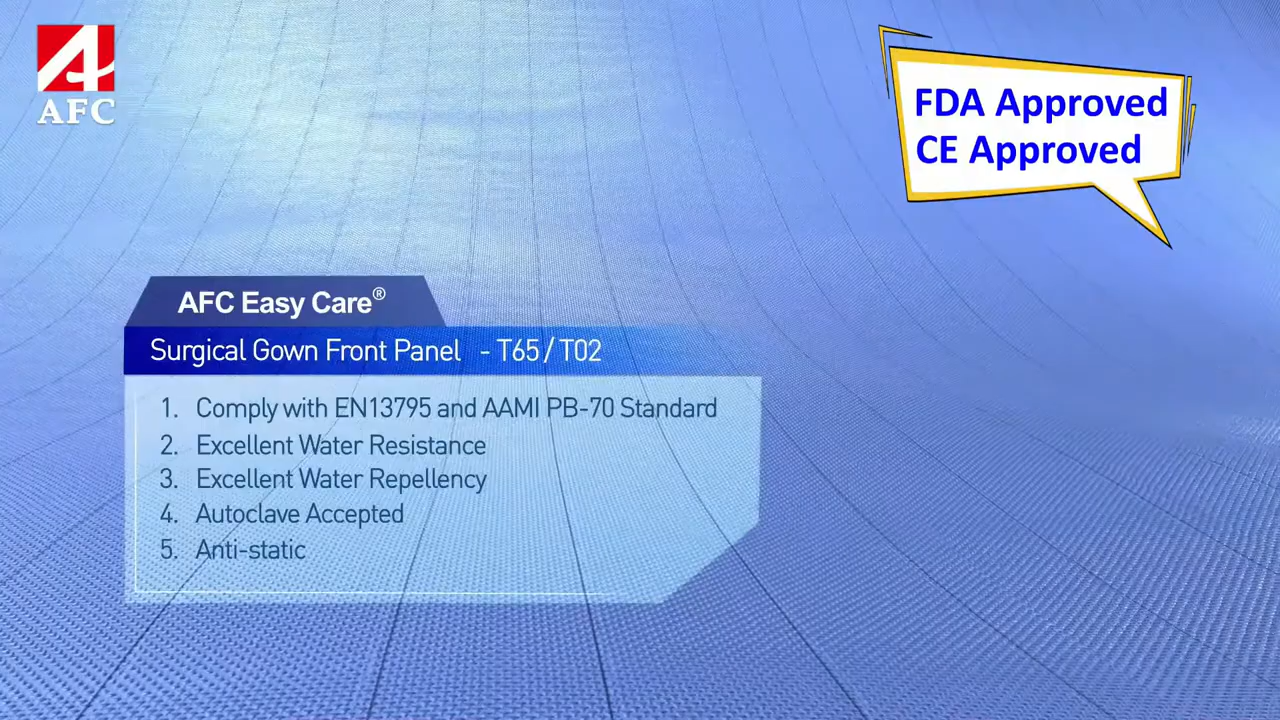 AFC
FDA Approved
CE Approved
AFC Easy Care®
Surgical Gown Front Panel - T65 / T02
1. Comply with EN13795 and AAMI PB-70 Standard
2. Excellent Water Resistance
3. Excellent Water Repellency
4. Autoclave Accepted
5. Anti-static